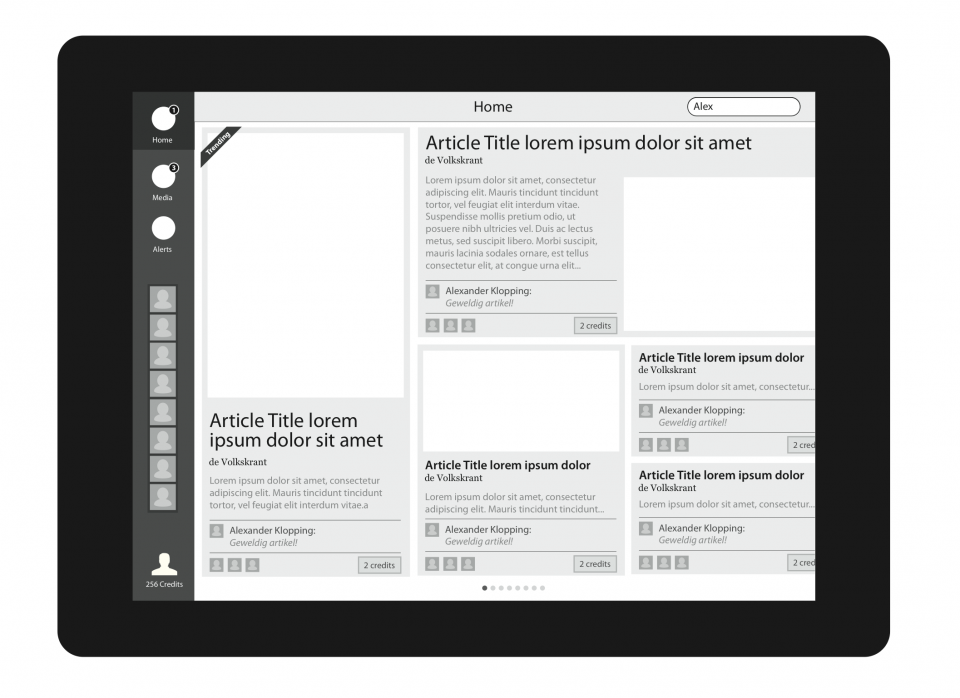 Home
Alex
1
Home
3
Media
Alerts
256 Credits
Trending
Article Title lorem
ipsum dolor sit amet
de Volkskrant
Lorem ipsum dolor sit amet, consectetur
adipiscing elit. Mauris tincidunt tincidunt
tortor, vel feugiat elit interdum vitae.a
Alexander Klopping:
Geweldig artikel!
2 credits
Article Title lorem ipsum dolor sit amet
de Volkskrant
Lorem ipsum dolor sit amet, consectetur
adipiscing elit. Mauris tincidunt tincidunt
tortor, vel feugiat elit interdum vitae.
Suspendisse mollis pretium odio, ut
posuere nibh ultricies vel. Duis ac lectus
metus, sed suscipit libero. Morbi suscipit,
mauris lacinia sodales ornare, est tellus
consectetur elit, at congue urna elit...
Alexander Klopping:
Geweldig artikel!
2 credits
Article Title lorem ipsum dolor
de Volkskrant
Lorem ipsum dolor sit amet, consectetur
adipiscing elit. Mauris tincidunt tincidunt...
Alexander Klopping:
Geweldig artikel!
2 credits
Article Title lorem ipsum dolor
de Volkskrant
Lorem ipsum dolor sit amet, consectetur...
Alexander Klopping:
Geweldig artikel!
2 cred
Article Title lorem ipsum dolor
de Volkskrant
Lorem ipsum dolor sit amet, consectetur...
Alexander Klopping:
Geweldig artikel!
2 cred